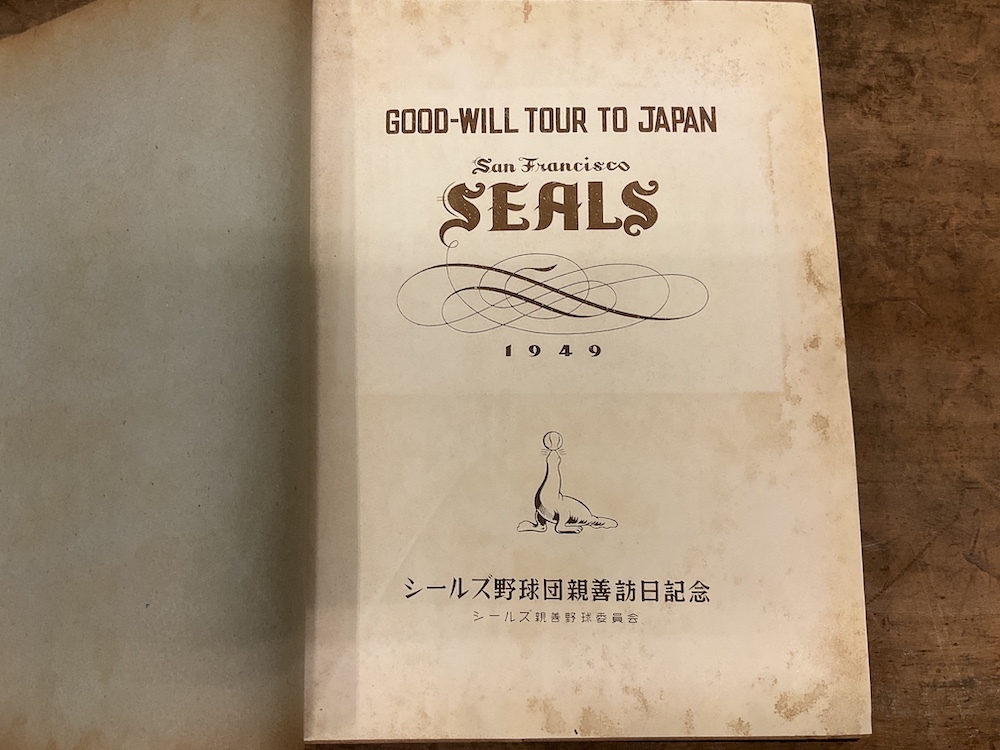 GOOD-WILL TOUR TO JAPAN
San Francisco
SEALS
1949
シールズ野球団親善訪日記念
シールズ親善野球委員会